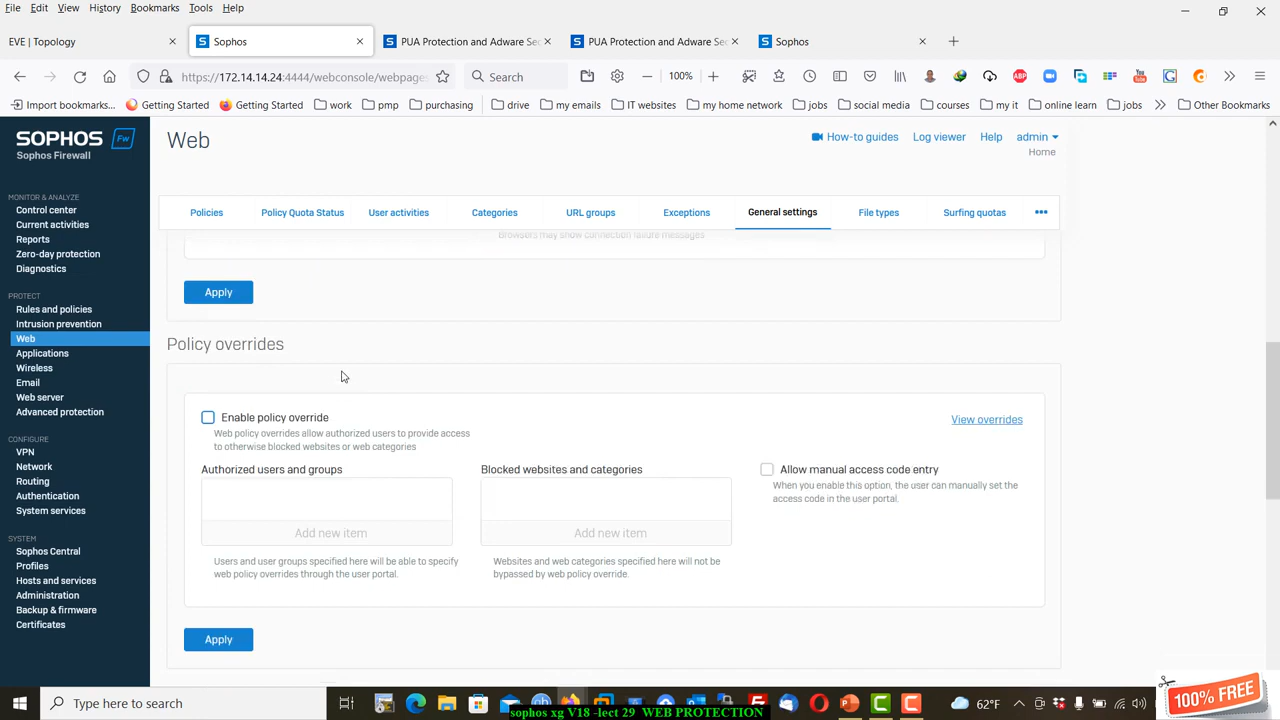 File Edit View History Bookmarks Tools Help
EVE | Topology
Sophos
PUA Protection and Adware Sec
PUA Protection and Adware Sec
Sophos
https://172.14.14.24:4444/webconsole/webpages
Search
100%
Import bookmarks...
Getting Started
Getting Started
work
pmp
purchasing
drive
my emails
IT websites
my home network
jobs
social media
courses
my it
online learn
jobs
Other Bookmarks
SOPHOS Fw
Sophos Firewall
MONITOR & ANALYZE
Control center
Current activities
Reports
Zero-day protection
Diagnostics
PROTECT
Rules and policies
Intrusion prevention
Web
Applications
Wireless
Email
Web server
Advanced protection
CONFIGURE
VPN
Network
Routing
Authentication
System services
SYSTEM
Sophos Central
Profiles
Hosts and services
Administration
Backup & firmware
Certificates
Web
How-to guides
Log viewer
Help
admin
Home
Policies
Policy Quota Status
User activities
Categories
URL groups
Exceptions
General settings
File types
Surfing quotas
Browsers may show connection failure messages
Apply
Policy overrides
Enable policy override
View overrides
Web policy overrides allow authorized users to provide access
to otherwise blocked websites or web categories
Authorized users and groups
Add new item
Users and user groups specified here will be able to specify
web policy overrides through the user portal.
Blocked websites and categories
Add new item
Websites and web categories specified here will not be
bypassed by web policy override.
Allow manual access code entry
When you enable this option, the user can manually set the
access code in the user portal.
Apply
Type here to search
62°F
sophos xg V18 -lect 29 WEB PROTECTION
100% FREE